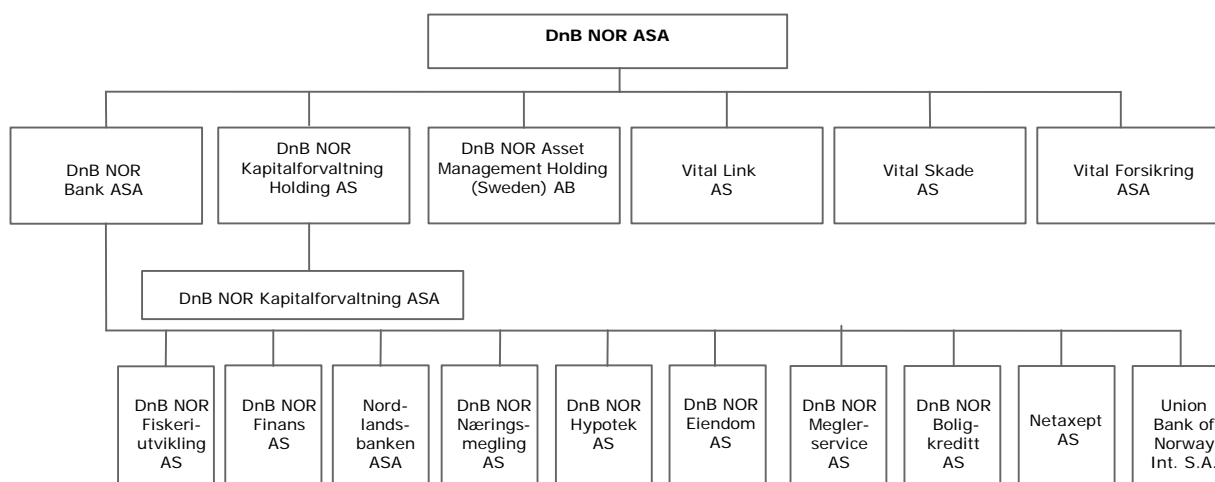 DnB NOR ASA
DnB NOR
Bank ASA
DnB NOR
Kapitalforvaltning
Holding AS
DnB NOR Asset
Management Holding
(Sweden) AB
Vital Link
AS
Vital Skade
AS
Vital Forsikring
ASA
DnB NOR Kapitalforvaltning ASA
DnB NOR
Fiskeri-
utvikling
AS
DnB NOR
Finans
AS
Nord-
lands-
banken
ASA
DnB NOR
Nærings-
megling
AS
DnB NOR
Hypotek
AS
DnB NOR
Eiendom
AS
DnB NOR
Megler-
service
AS
DnB NOR
Bolig-
kreditt
AS
Netaxept
AS
Union
Bank of
Norway
Int. S.A.